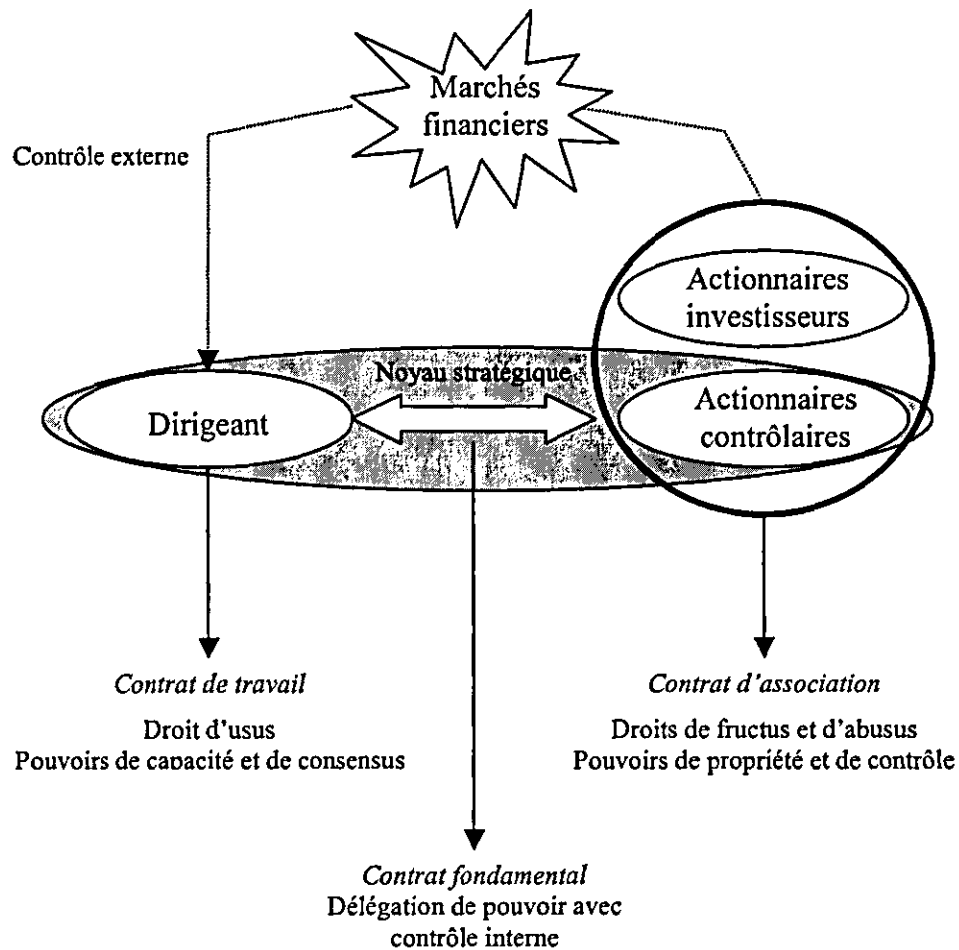 Marchés
financiers
Contrôle externe
Actionnaires
investisseurs
Noyau stratégique
Dirigeant
Actionnaires
contrôlaires
Contrat de travail
Droit d'usus
Pouvoirs de capacité et de consensus
Contrat d'association
Droits de fructus et d'abusus
Pouvoirs de propriété et de contrôle
Contrat fondamental
Délégation de pouvoir avec
contrôle interne